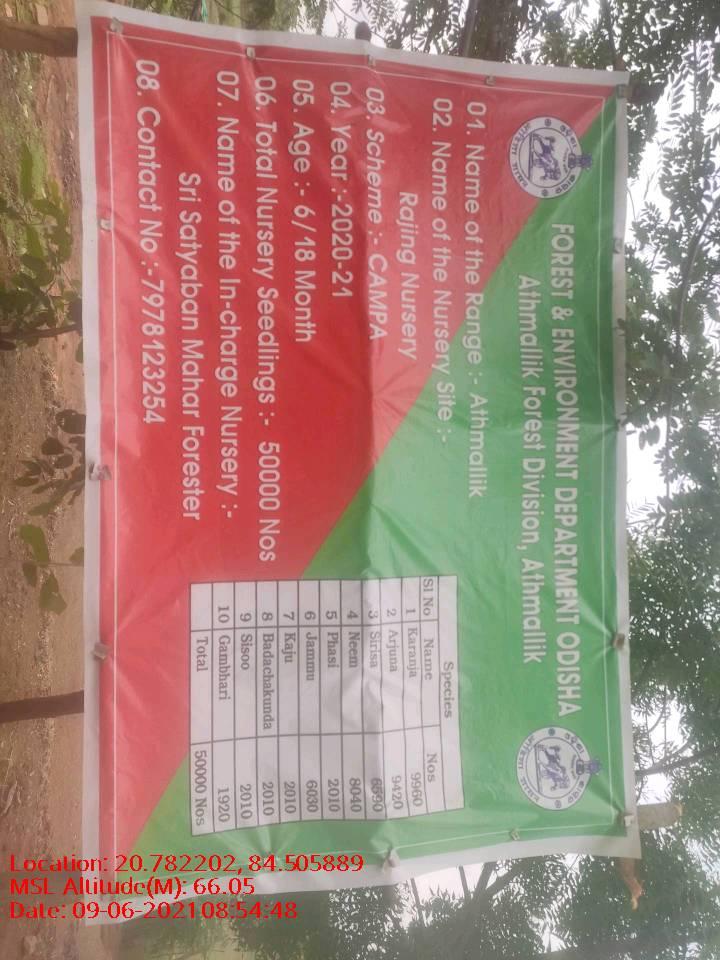 FOREST & ENVIRONMENT DEPARTMENT ODISHA
Athmallik Forest Division, Athmallik
01. Name of the Range :- Athmallik
02. Name of the Nursery Site :-
Rajing Nursery
03. Scheme :- CAMPA
04. Year :-2020-21
05. Age :- 6/18 Month
06. Total Nursery Seedlings :- 50000 Nos
07. Name of the In-charge Nursery :-
Sri Satyaban Mahar Forester
08. Contact No :-7978123254
Species
Sl No Name Nos
1 Karanja 9960
2 Arjuna 9420
3 Sirisa 6590
4 Neem 8040
5 Phasi 2010
6 Jammu 6030
7 Kaju 2010
8 Badachakunda 2010
9 Sisoo 2010
10 Gambhari 1920
Total 50000 Nos
Location: 20.782202, 84.505889
MSL Altitude(M): 66.05
Date: 09-06-2021 08:54:48